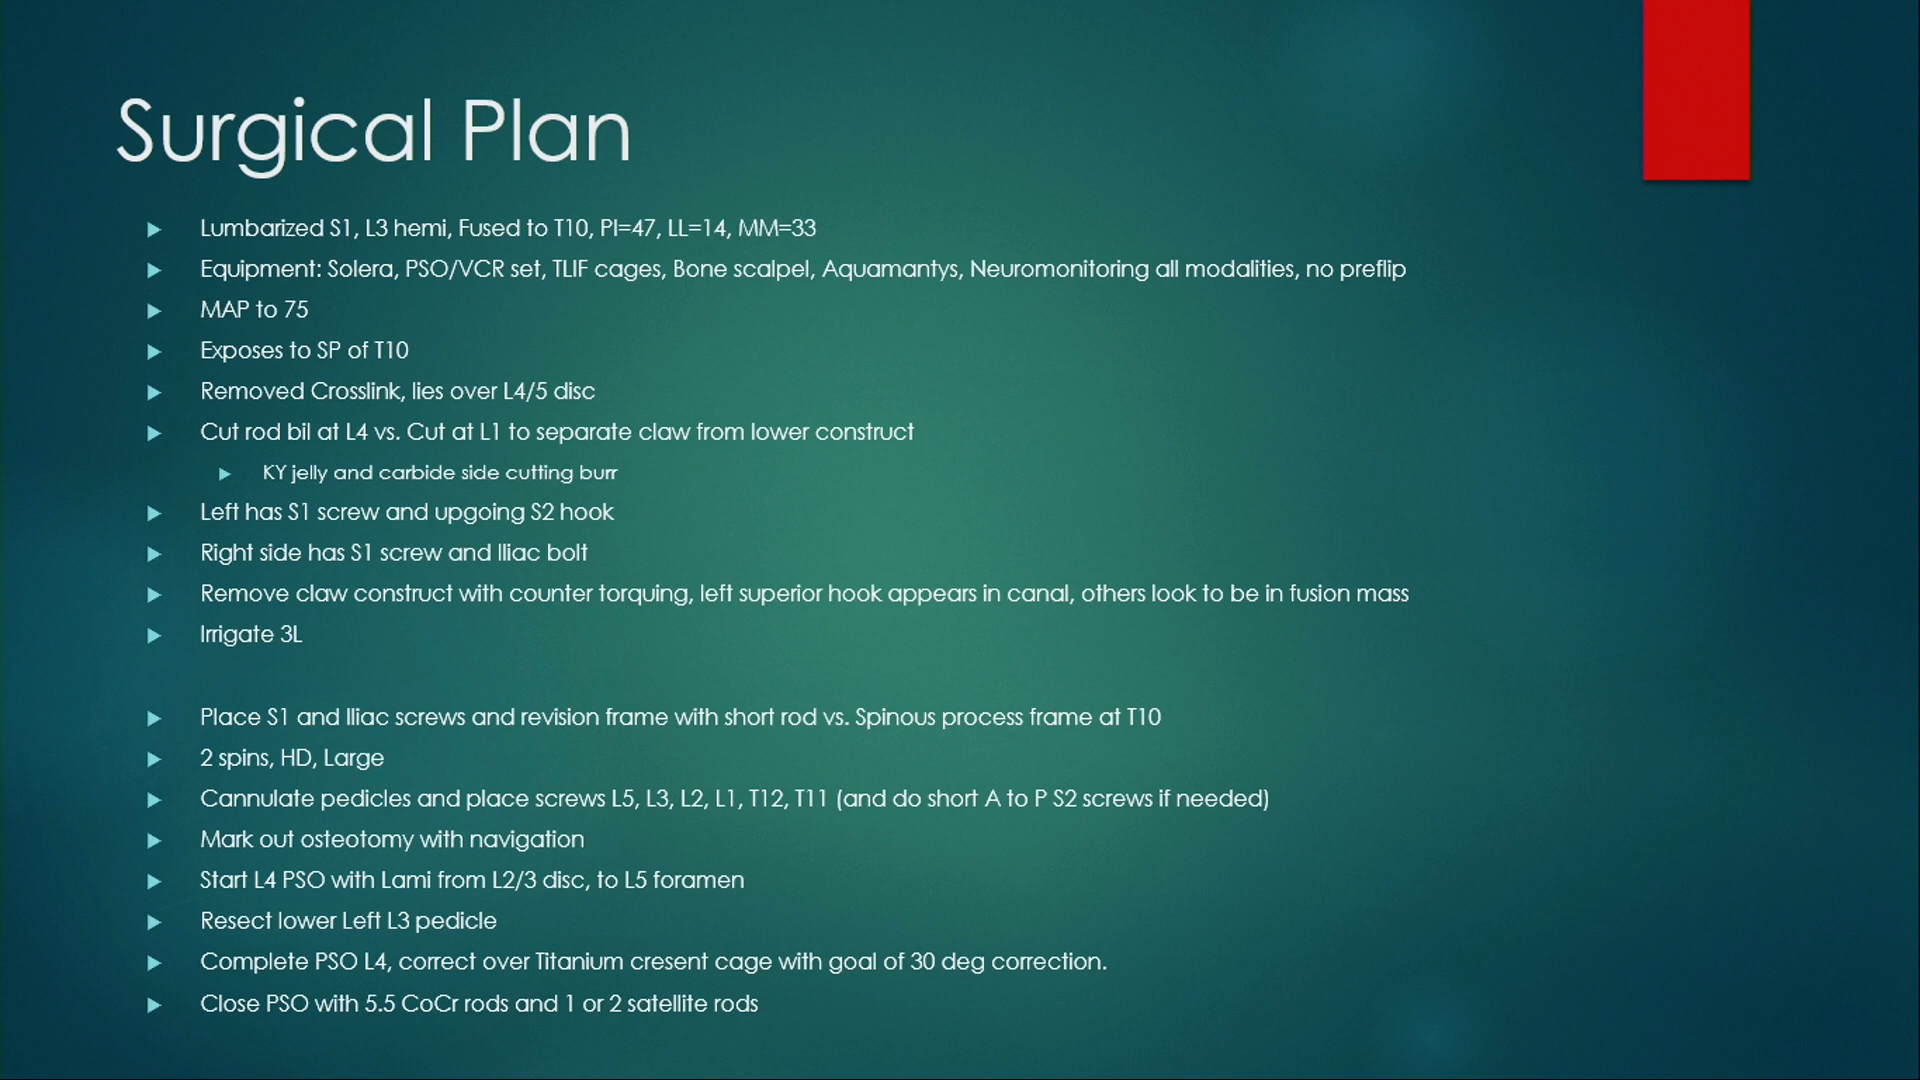 Surgical Plan
Lumbarized S1, L3 hemi, Fused to T10, PI=47, LL=14, MM=33
Equipment: Solera, PSO/VCR set, TLIF cages, Bone scalpel, Aquamantys, Neuromonitoring all modalities, no preflip
MAP to 75
Exposes to SP of T10
Removed Crosslink, lies over L4/5 disc
Cut rod bil at L4 vs. Cut at L1 to separate claw from lower construct
KY jelly and carbide side cutting burr
Left has S1 screw and upgoing S2 hook
Right side has S1 screw and Iliac bolt
Remove claw construct with counter torquing, left superior hook appears in canal, others look to be in fusion mass
Irrigate 3L
Place S1 and Iliac screws and revision frame with short rod vs. Spinous process frame at T10
2 spins, HD, Large
Cannulate pedicles and place screws L5, L3, L2, L1, T12, T11 (and do short A to P S2 screws if needed)
Mark out osteotomy with navigation
Start L4 PSO with Lami from L2/3 disc, to L5 foramen
Resect lower Left L3 pedicle
Complete PSO L4, correct over Titanium cresent cage with goal of 30 deg correction.
Close PSO with 5.5 CoCr rods and 1 or 2 satellite rods